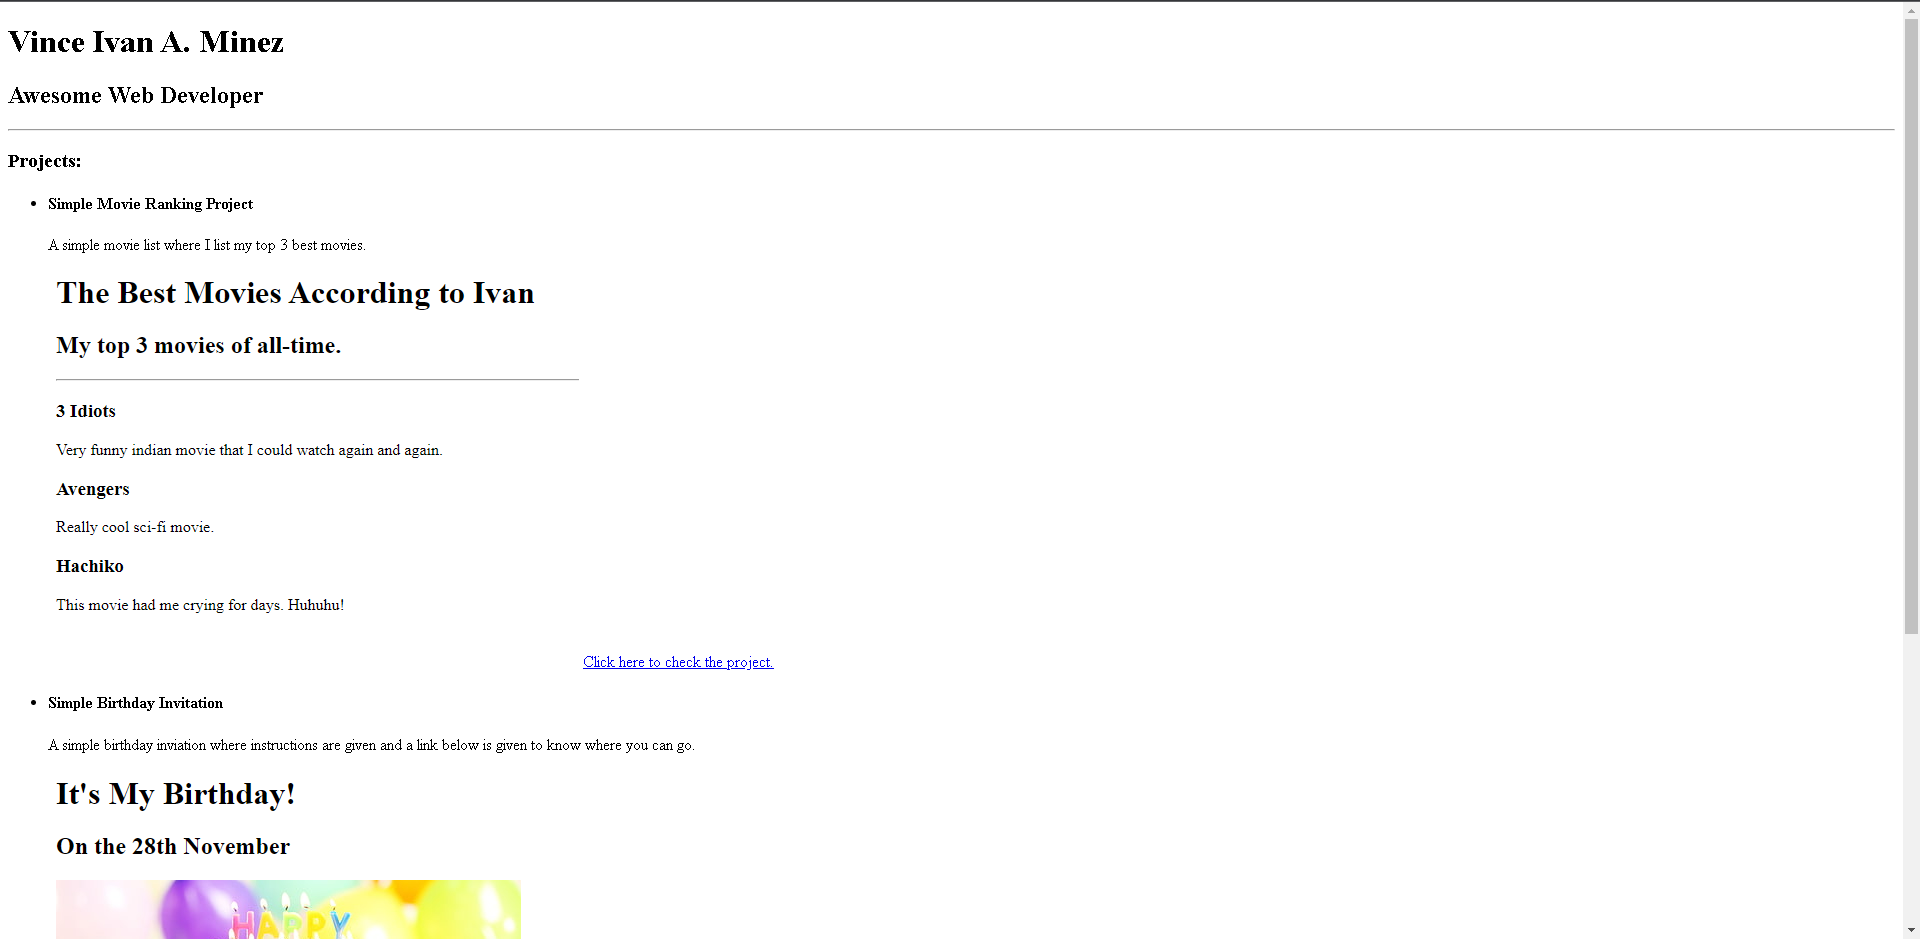 Vince Ivan A. Minez
Awesome Web Developer
Projects:
Simple Movie Ranking Project
A simple movie list where I list my top 3 best movies.
The Best Movies According to Ivan
My top 3 movies of all-time.
3 Idiots
Very funny indian movie that I could watch again and again.
Avengers
Really cool sci-fi movie.
Hachiko
This movie had me crying for days. Huhuhu!
Click here to check the project.
Simple Birthday Invitation
A simple birthday inviation where instructions are given and a link below is given to know where you can go.
It's My Birthday!
On the 28th November
HAPPY